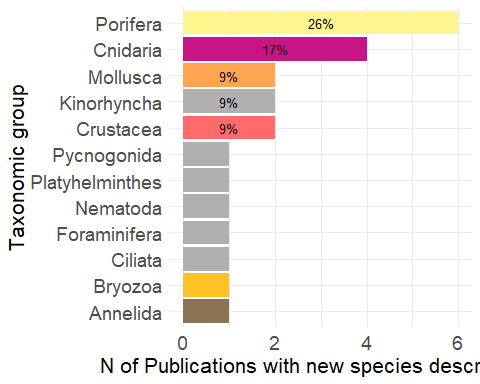 Taxonomic group
Porifera 26%
Cnidaria 17%
Mollusca 9%
Kinorhyncha 9%
Crustacea 9%
Pycnogonida
Platyhelminthes
Nematoda
Foraminifera
Ciliata
Bryozoa
Annelida
0 2 4 6
N of Publications with new species descr